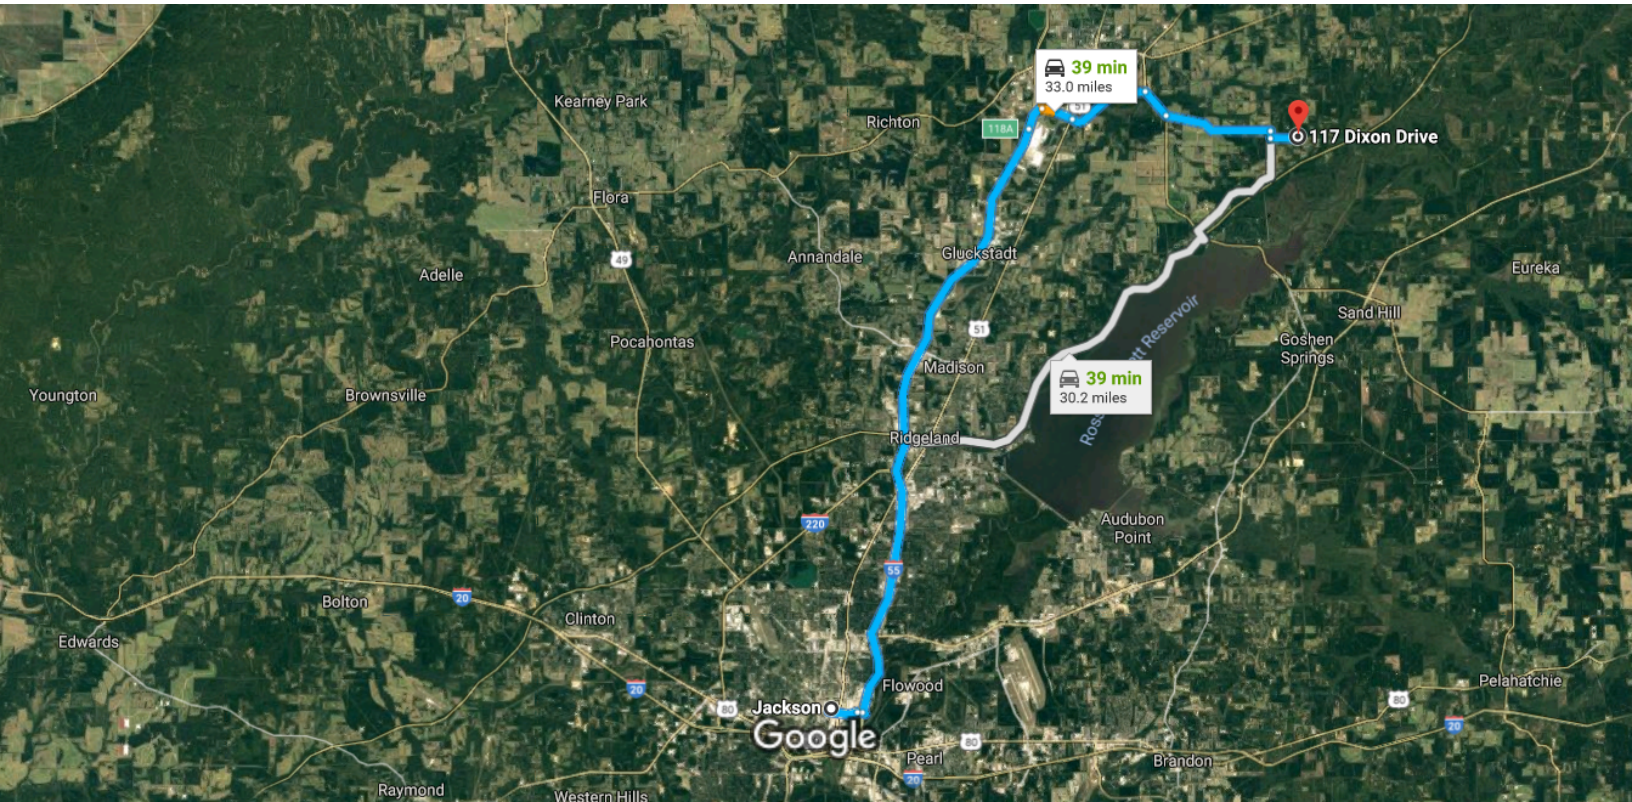 39 min
33.0 miles
51
Kearney Park
Richton
118A
117 Dixon Drive
Flora
49
Annandale
Gluckstadt
Adelle
Eureka
Sand Hill
51
Pocahontas
Goshen
Springs
Madison
39 min
30.2 miles
Youngton
Brownsville
Ridgeland
220
Audubon
Point
55
20
Bolton
Clinton
Edwards
20
Flowood
Pelahatchie
80
80
20
Jackson
Google
80
Pearl
Brandon
20
Raymond
Western Hills